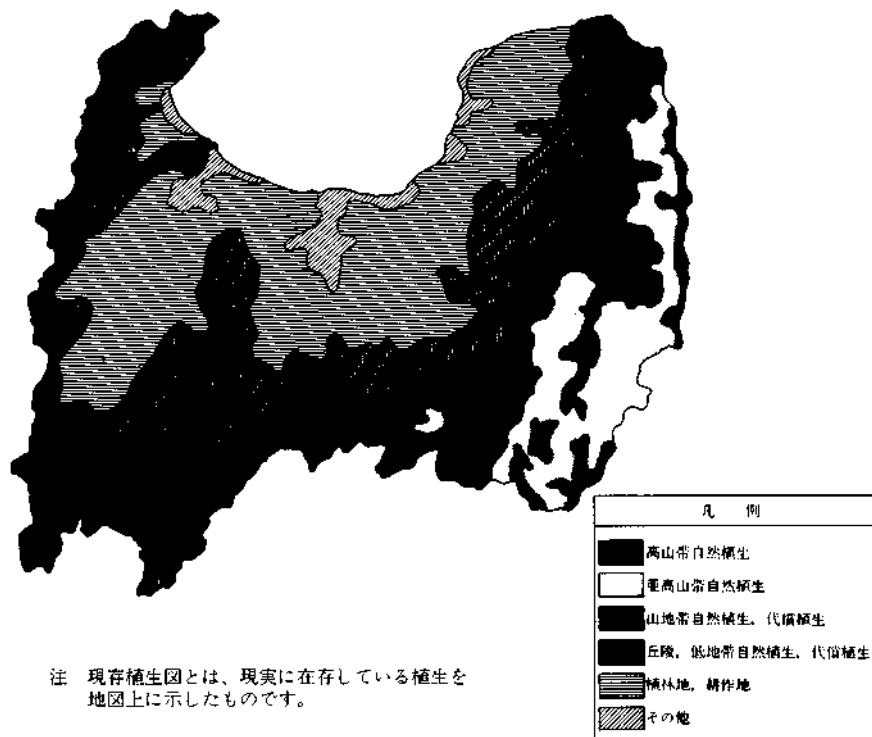 注 現存植生図とは、現実に在存している植生を
地図上に示したものです。
凡例
高山帯自然植生
亜高山帯自然植生
山地帯自然植生、代償植生
丘陵，低地帯自然植生、代償植生
植林地，耕作地
その他